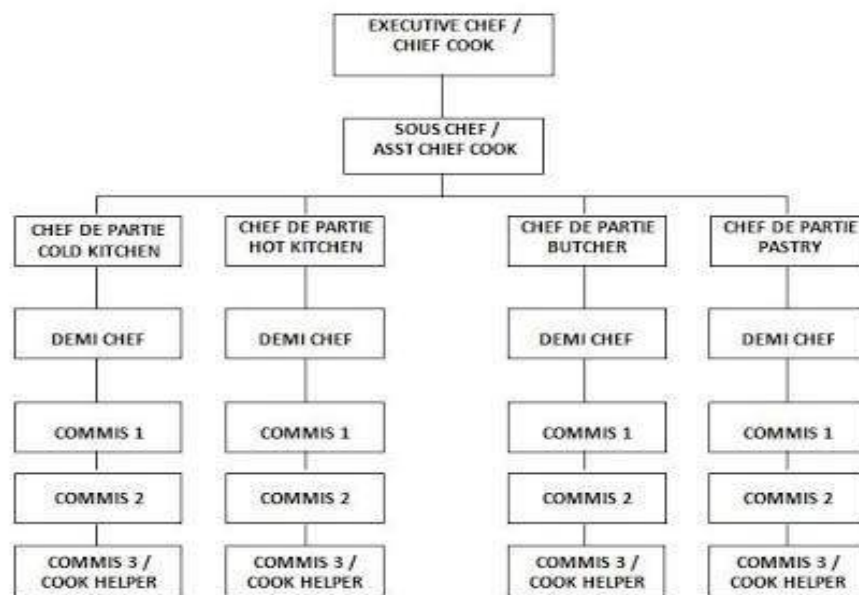 EXECUTIVE CHEF /
CHIEF COOK
SOUS CHEF /
ASST CHIEF COOK
CHEF DE PARTIE
COLD KITCHEN
CHEF DE PARTIE
HOT KITCHEN
CHEF DE PARTIE
BUTCHER
CHEF DE PARTIE
PASTRY
DEMI CHEF
DEMI CHEF
DEMI CHEF
DEMI CHEF
COMMIS 1
COMMIS 1
COMMIS 1
COMMIS 1
COMMIS 2
COMMIS 2
COMMIS 2
COMMIS 2
COMMIS 3 /
COOK HELPER
COMMIS 3 /
COOK HELPER
COMMIS 3 /
COOK HELPER
COMMIS 3 /
COOK HELPER